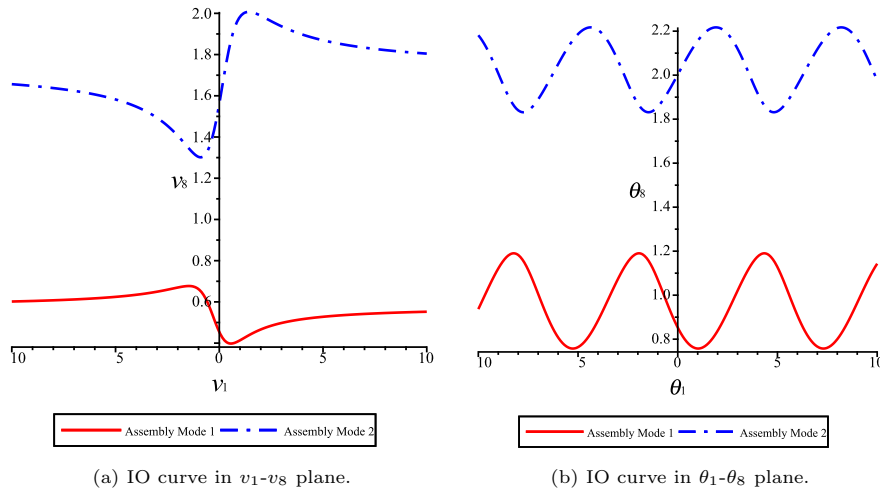 2.0
1.8
1.6
1.4
ν8
1.2
1.0
0.8
0.6
10 5 0 5 10
ν1
Assembly Mode 1 Assembly Mode 2
(a) IO curve in v1-v8 plane.
2.2
2.0
1.8
1.6
θ8
1.4
1.2
1.0
0.8
10 5 0 5 10
θ1
Assembly Mode 1 Assembly Mode 2
(b) IO curve in θ1-θ8 plane.